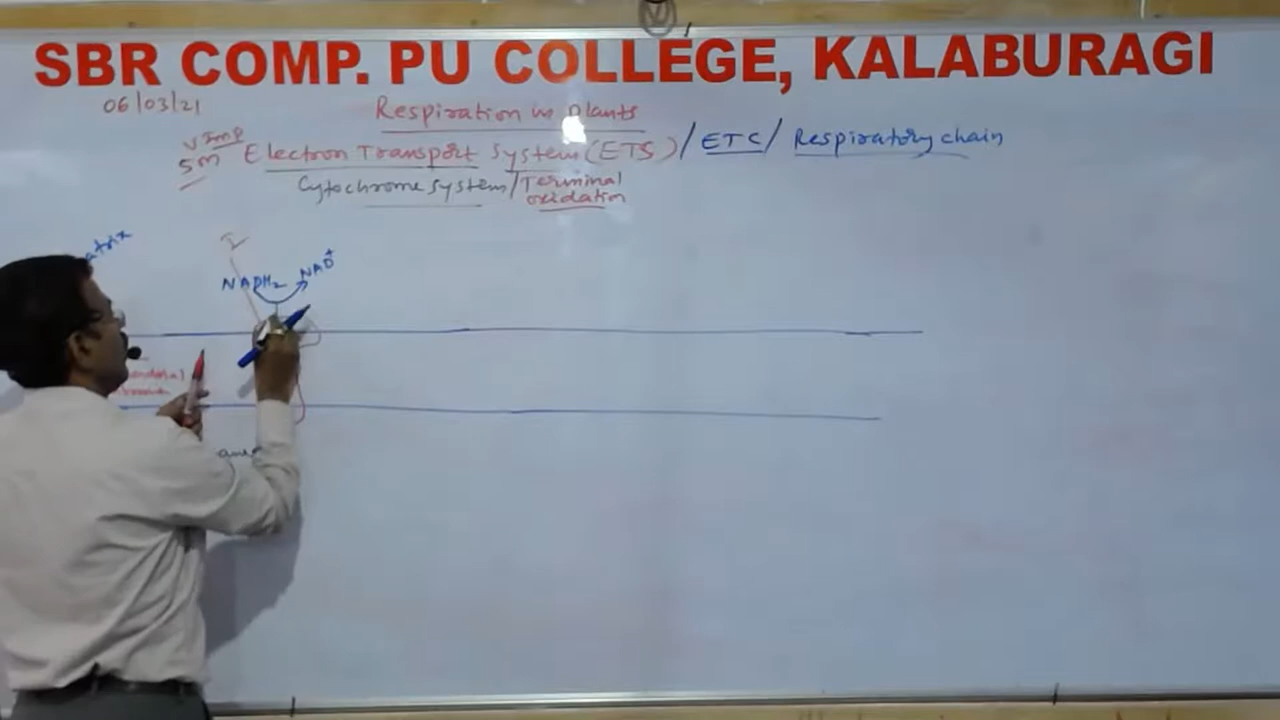 SBR COMP. PU COLLEGE, KALABURAGI
06/03/21
Respiration in Plants
V Imp
5m Electron Transport System (ETS) / ETC / Respiratory chain
Cytochrome system / Terminal
oxidation
atrix
I
NADH₂ NAD⁺